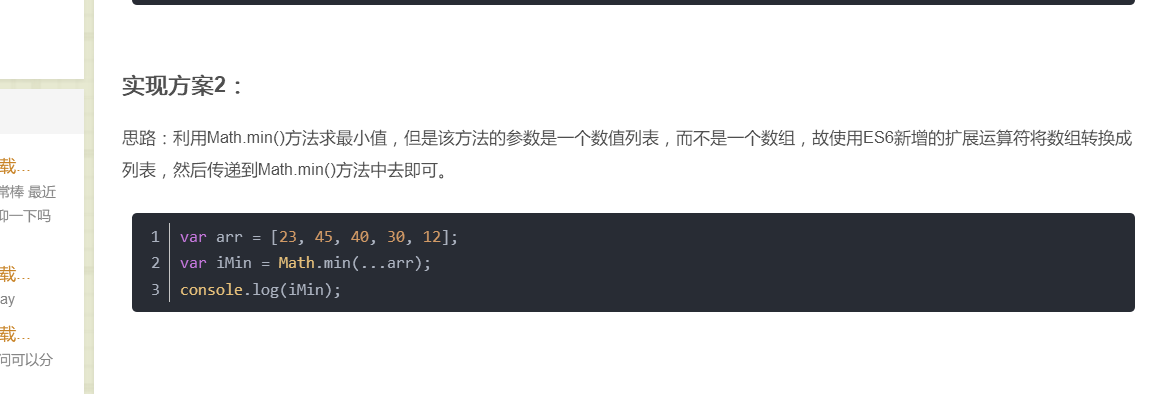 载...
常棒 最近
仰一下吗
载...
ay
载...
问可以分
实现方案2：
思路：利用Math.min()方法求最小值，但是该方法的参数是一个数值列表，而不是一个数组，故使用ES6新增的扩展运算符将数组转换成
列表，然后传递到Math.min()方法中去即可。
1 var arr = [23, 45, 40, 30, 12];
2 var iMin = Math.min(...arr);
3 console.log(iMin);